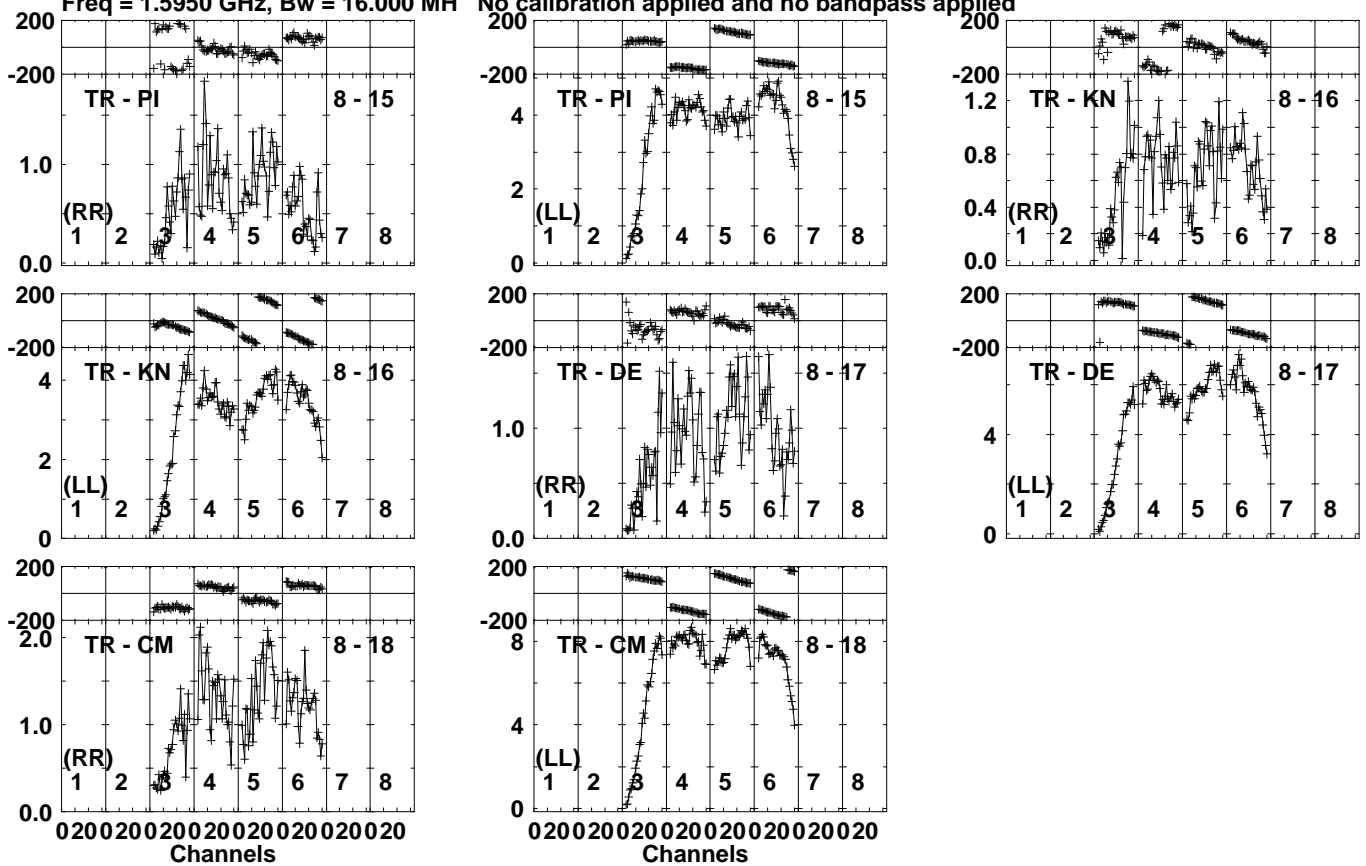 Freq = 1.5950 GHz, Bw = 16.000 MH No calibration applied and no bandpass applied
200
-200
TR - PI 8 - 15
1.0
(RR)
1 2 3 4 5 6 7 8
0.0
200
-200
TR - PI 8 - 15
4
2
(LL)
1 2 3 4 5 6 7 8
0
200
-200
TR - KN 8 - 16
1.2
0.8
0.4
(RR)
1 2 3 4 5 6 7 8
0.0
200
-200
TR - KN 8 - 16
4
2
(LL)
1 2 3 4 5 6 7 8
0
200
-200
TR - DE 8 - 17
1.0
(RR)
1 2 3 4 5 6 7 8
0.0
200
-200
TR - DE 8 - 17
4
(LL)
1 2 3 4 5 6 7 8
0
200
-200
TR - CM 8 - 18
2.0
1.0
(RR)
1 2 3 4 5 6 7 8
0.0
0 20 0 20 0 20 0 20 0 20 0 20 0 20 0 20
Channels
200
-200
TR - CM 8 - 18
8
4
(LL)
1 2 3 4 5 6 7 8
0
0 20 0 20 0 20 0 20 0 20 0 20 0 20 0 20
Channels